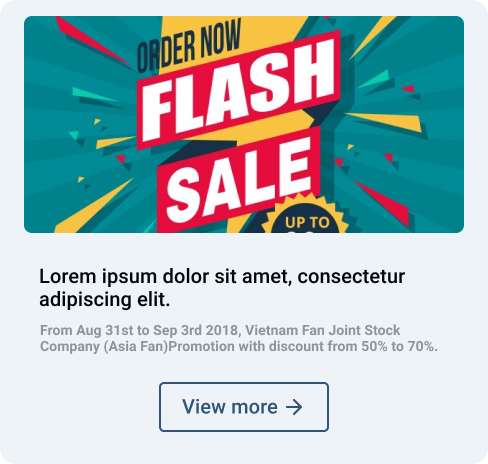 ORDER NOW
FLASH
SALE
UP TO
Lorem ipsum dolor sit amet, consectetur
adipiscing elit.
From Aug 31st to Sep 3rd 2018, Vietnam Fan Joint Stock
Company (Asia Fan)Promotion with discount from 50% to 70%.
View more →